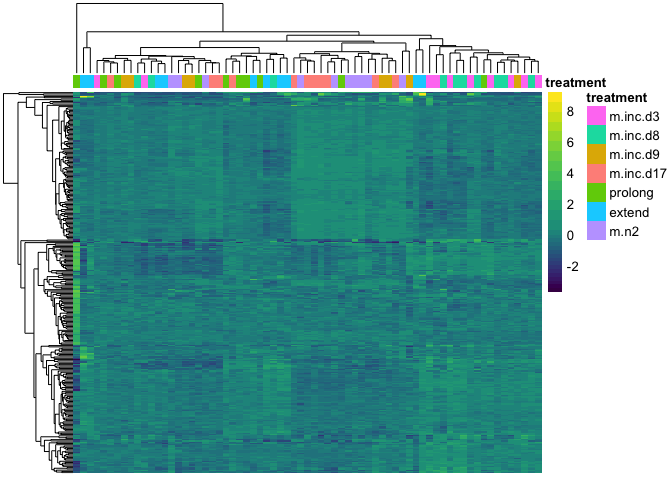 treatment
treatment
8
6
4
2
0
-2
m.inc.d3
m.inc.d8
m.inc.d9
m.inc.d17
prolong
extend
m.n2